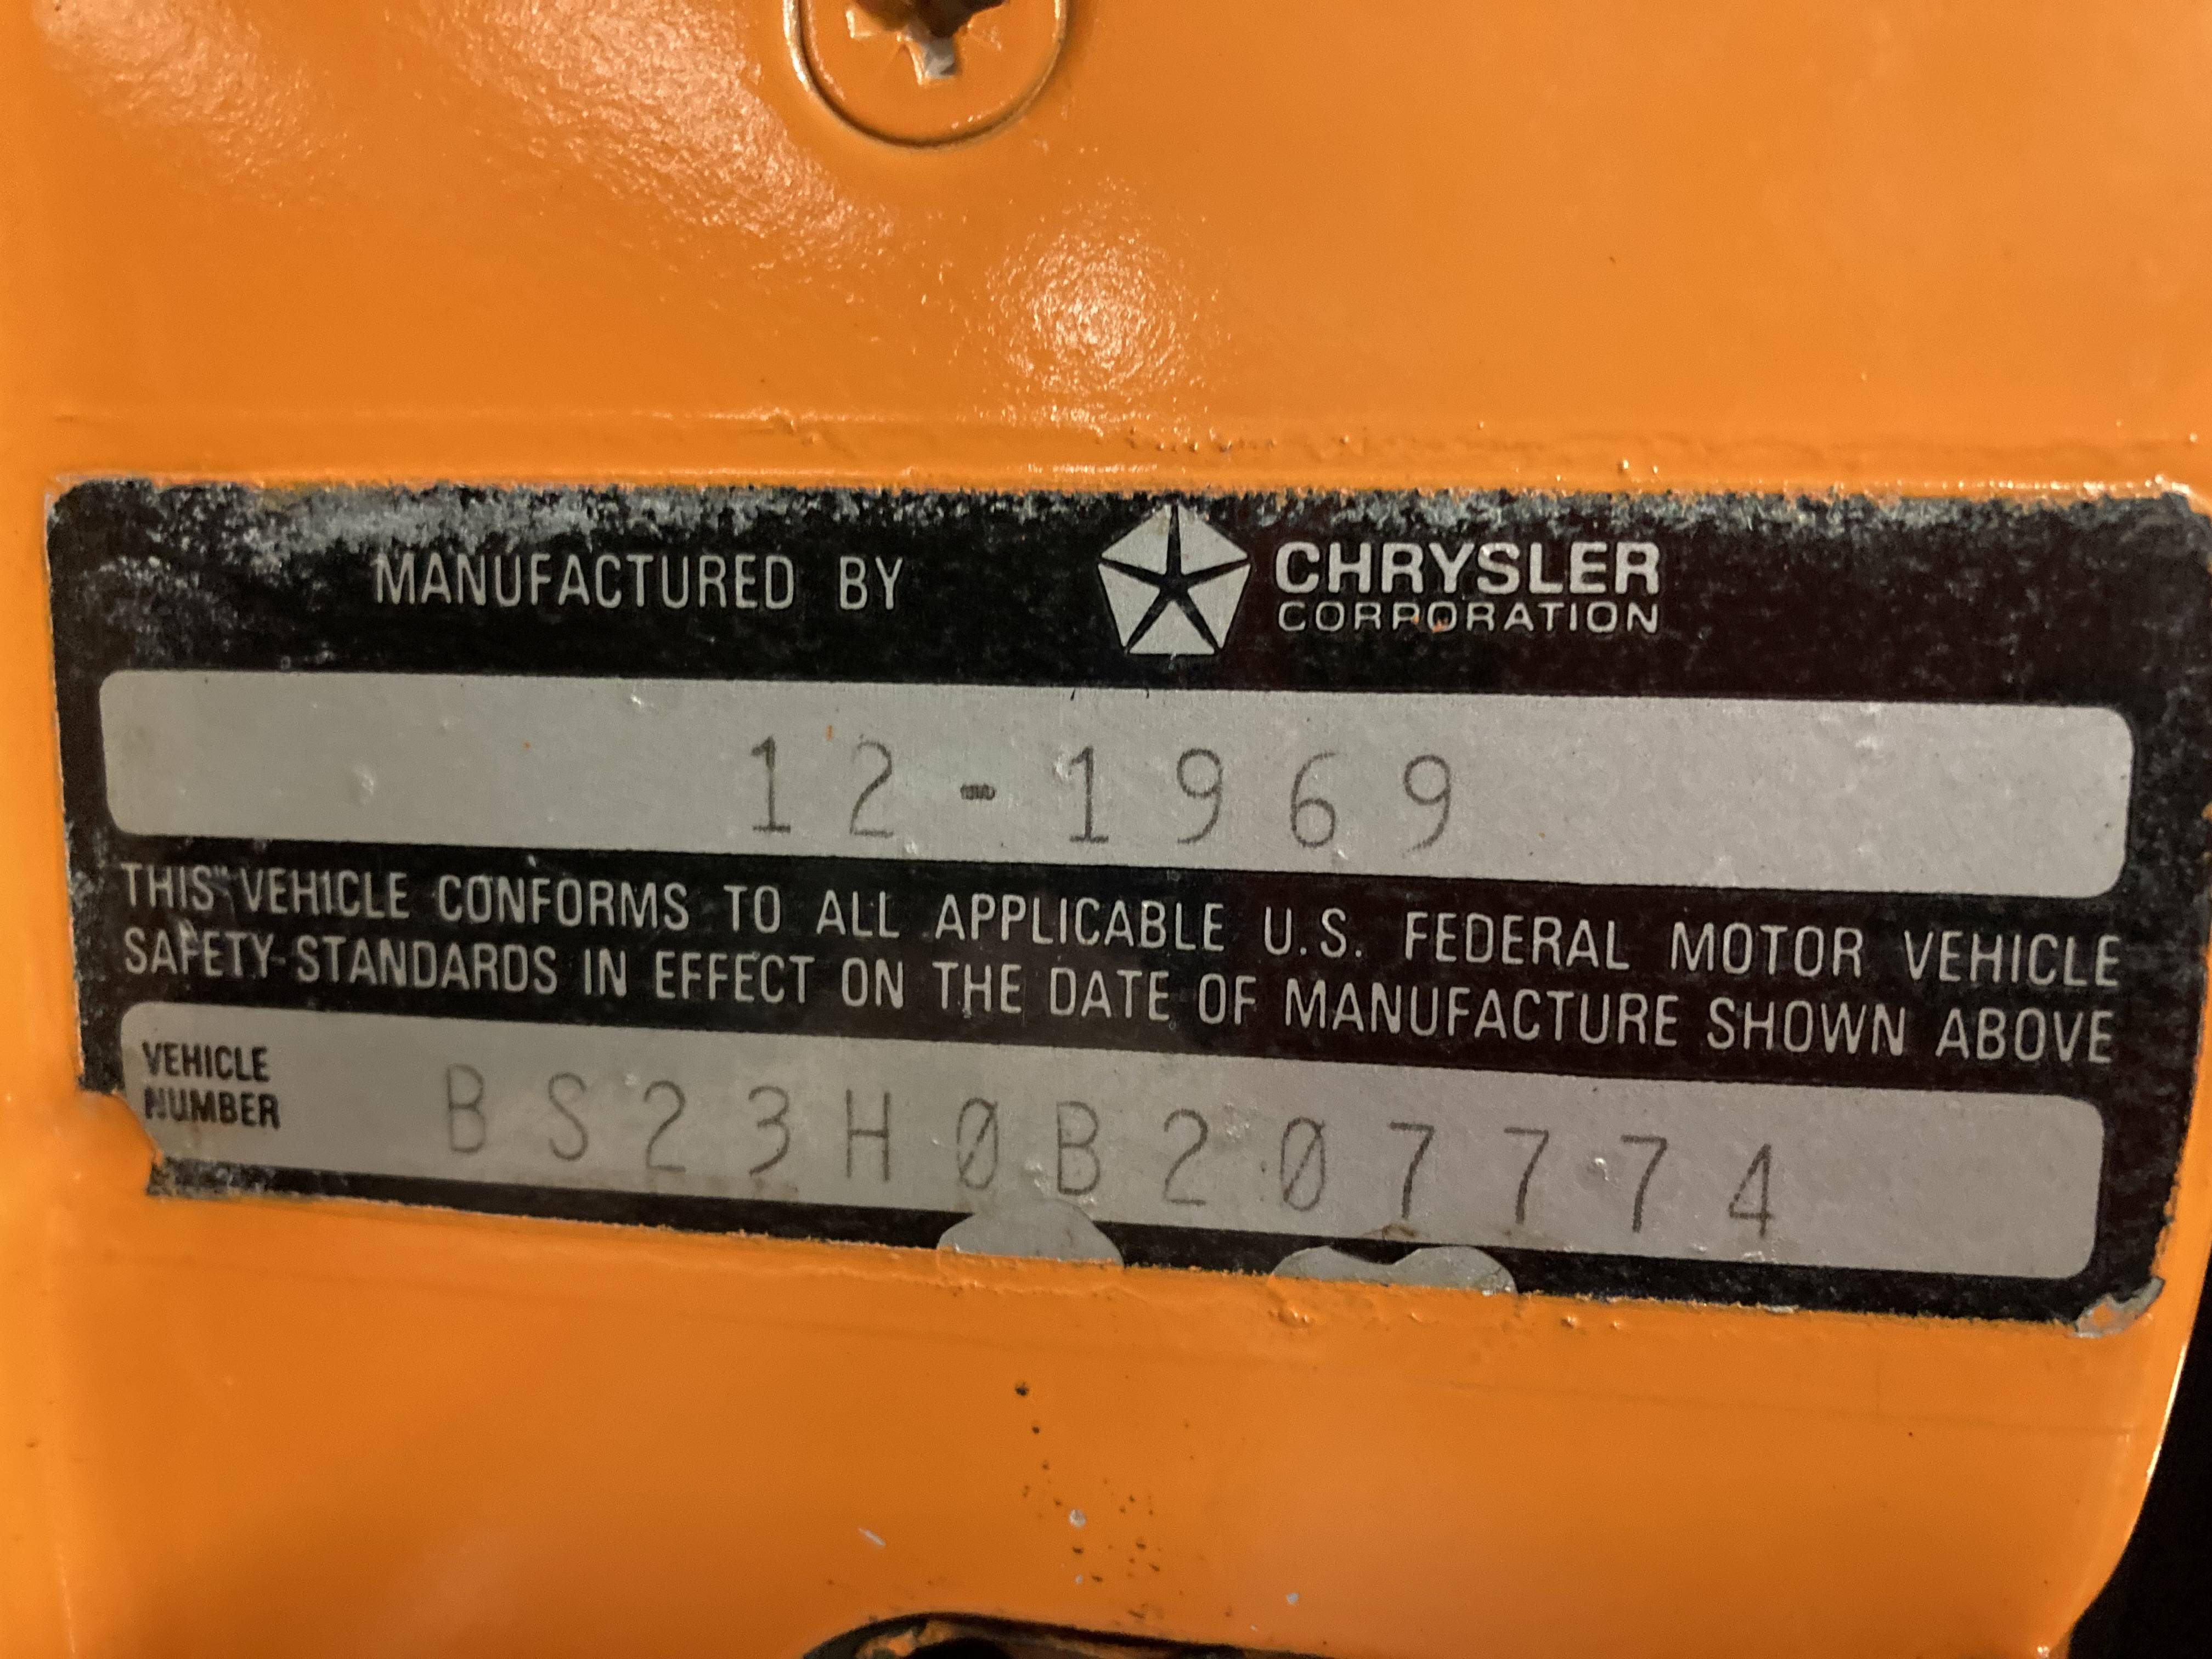 MANUFACTURED BY CHRYSLER
CORPORATION
12-1969
THIS VEHICLE CONFORMS TO ALL APPLICABLE U.S. FEDERAL MOTOR VEHICLE
SAFETY STANDARDS IN EFFECT ON THE DATE OF MANUFACTURE SHOWN ABOVE
VEHICLE
NUMBER
BS23H0B207774